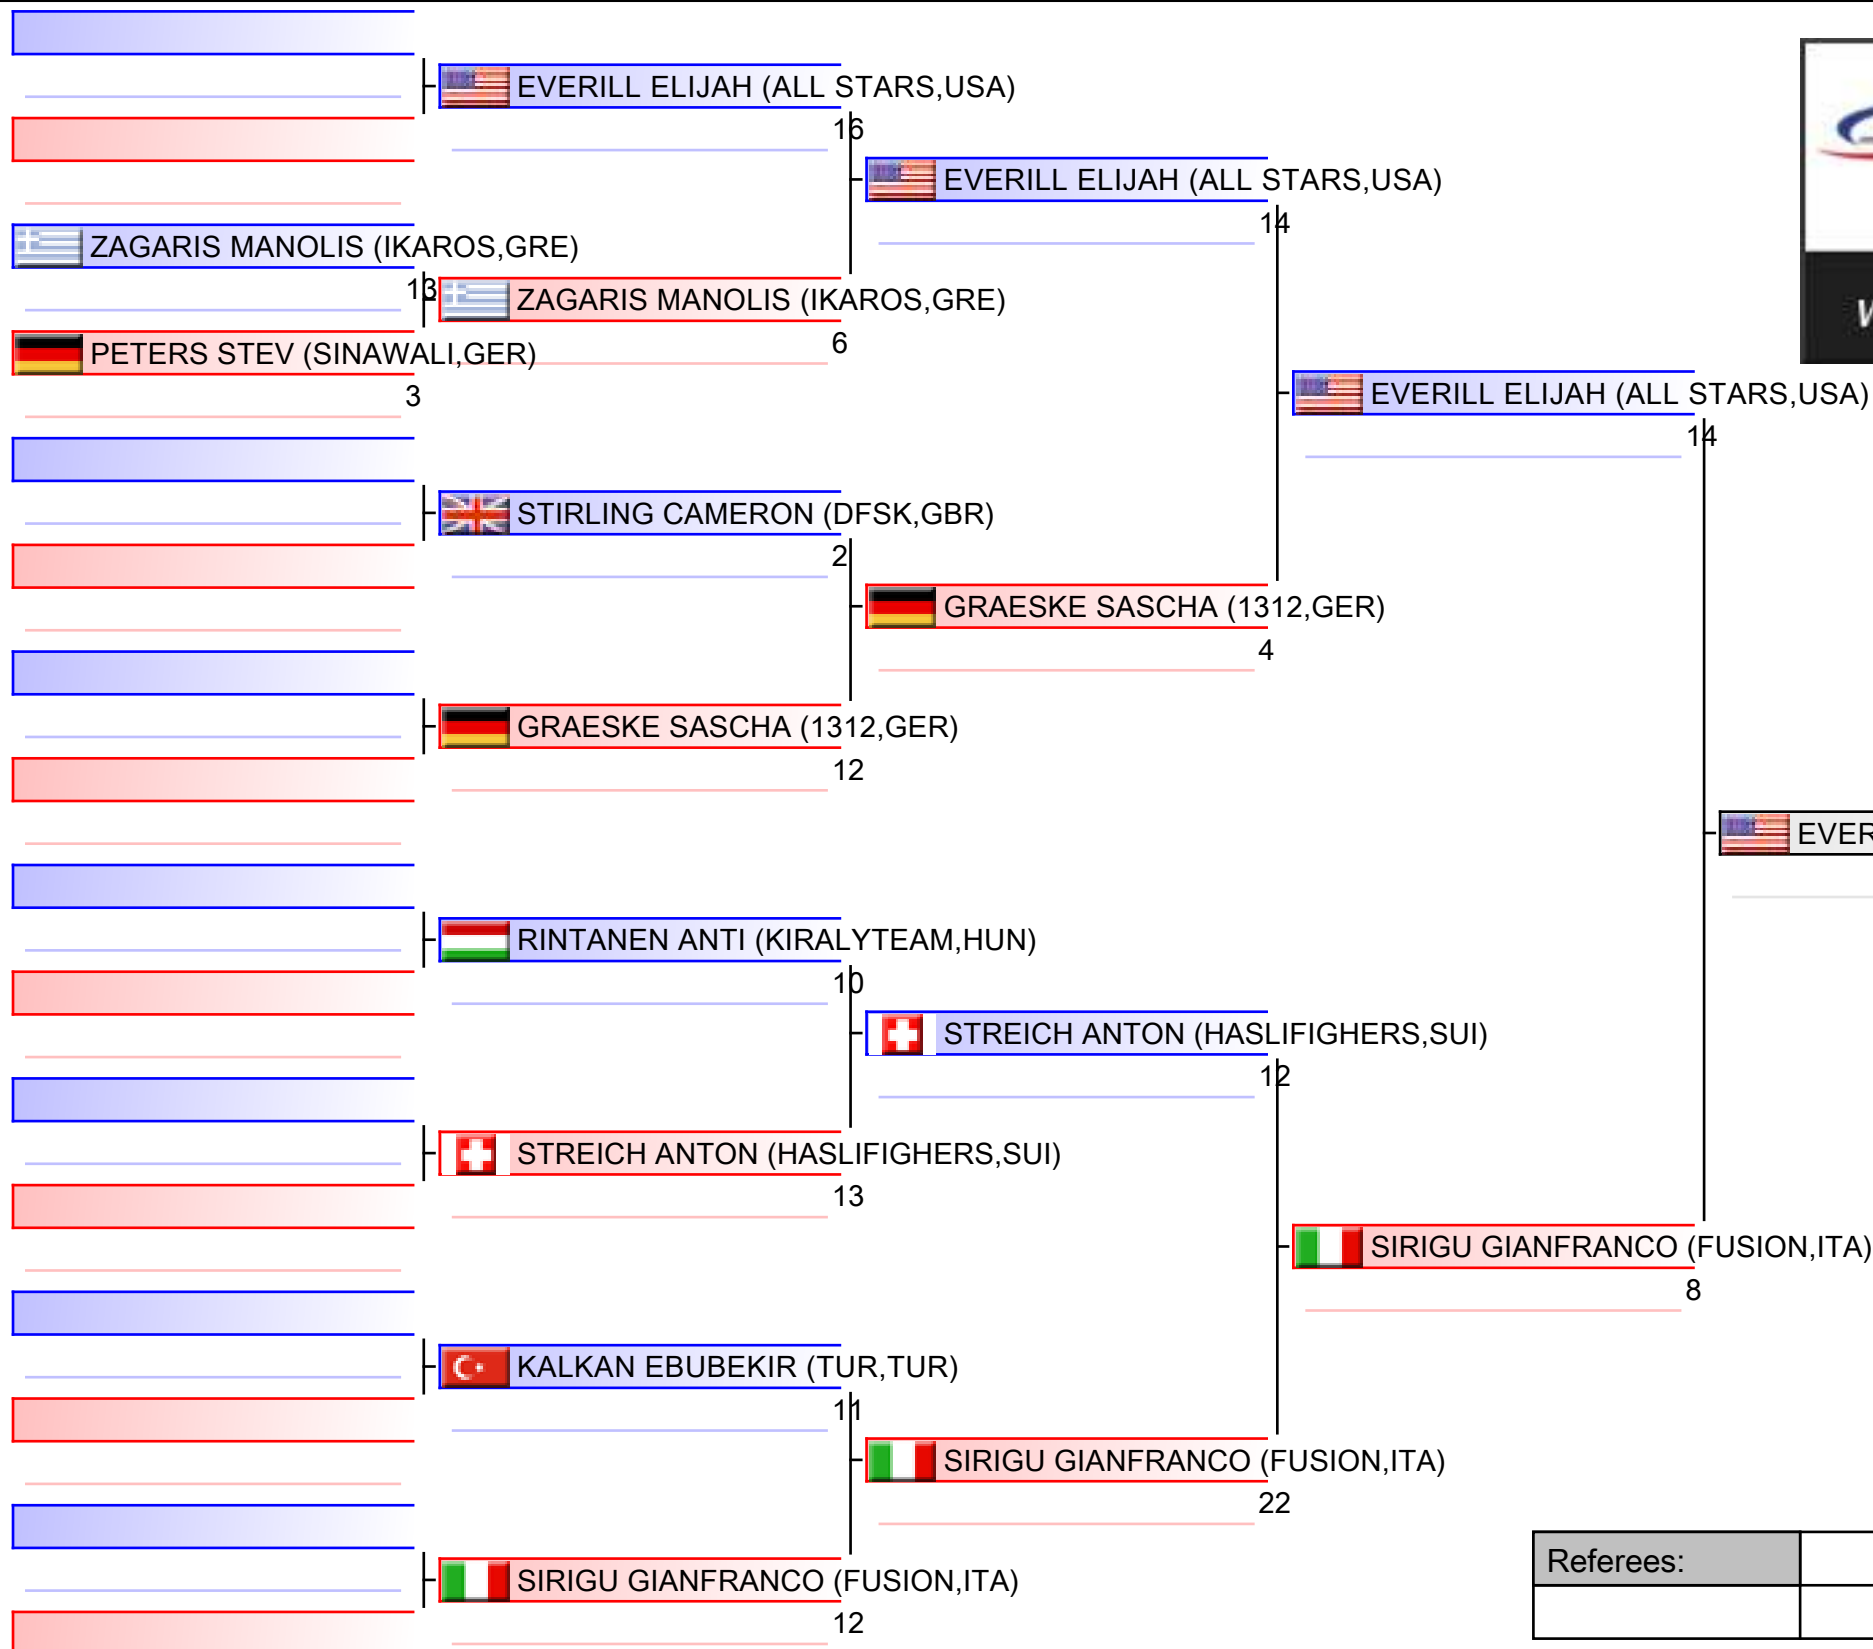 EVERILL ELIJAH (ALL STARS,USA)
16
EVERILL ELIJAH (ALL STARS,USA)
14
ZAGARIS MANOLIS (IKAROS,GRE)
13
ZAGARIS MANOLIS (IKAROS,GRE)
6
PETERS STEV (SINAWALI,GER)
3
EVERILL ELIJAH (ALL STARS,USA)
14
STIRLING CAMERON (DFSK,GBR)
2
GRAESKE SASCHA (1312,GER)
4
GRAESKE SASCHA (1312,GER)
12
EVER
RINTANEN ANTI (KIRALYTEAM,HUN)
10
STREICH ANTON (HASLIFIGHERS,SUI)
12
STREICH ANTON (HASLIFIGHERS,SUI)
13
SIRIGU GIANFRANCO (FUSION,ITA)
8
KALKAN EBUBEKIR (TUR,TUR)
11
SIRIGU GIANFRANCO (FUSION,ITA)
22
SIRIGU GIANFRANCO (FUSION,ITA)
12
Referees: